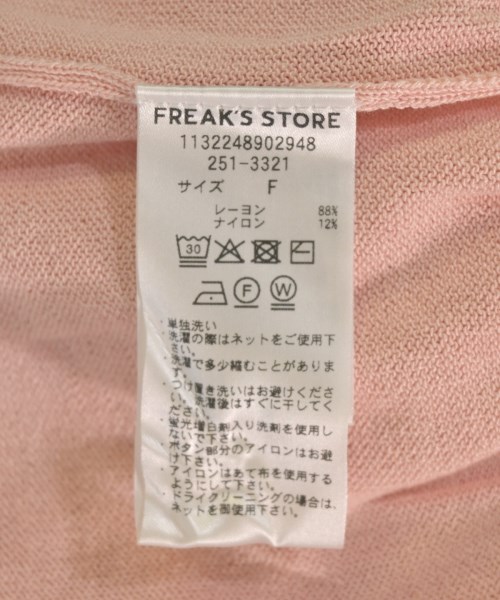 FREAK'S STORE
1132248902948
251-3321
サイズ F
レーヨン 88%
ナイロン 12%
30
F W
・単独洗い
・洗濯の際はネットをご使用下
さい。
・洗濯で多少縮むことがありま
す。
・つけ置き洗いはお避けくださ
い。洗濯後はすぐに干してく
ださい。
・蛍光増白剤入り洗剤を使用し
ないで下さい。
・ボタン部分のアイロンはお避
け下さい。
・アイロンはあて布を使用する
ようにして下さい。
・ドライクリーニングの場合は、
ネットを御使用下さい。